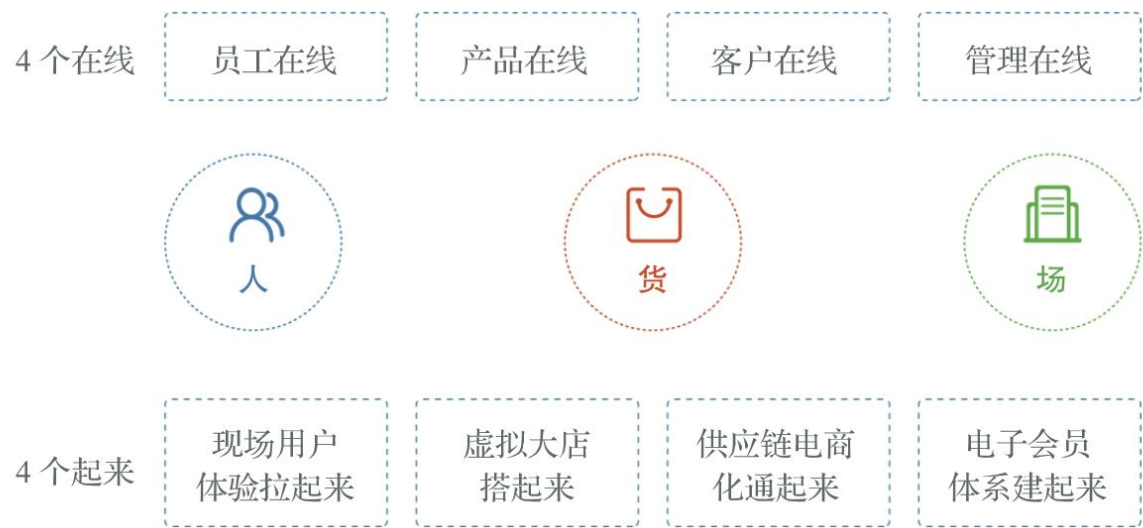 4 个在线 员工在线 产品在线 客户在线 管理在线
人 货 场
4 个起来
现场用户
体验拉起来
虚拟大店
搭起来
供应链电商
化通起来
电子会员
体系建起来